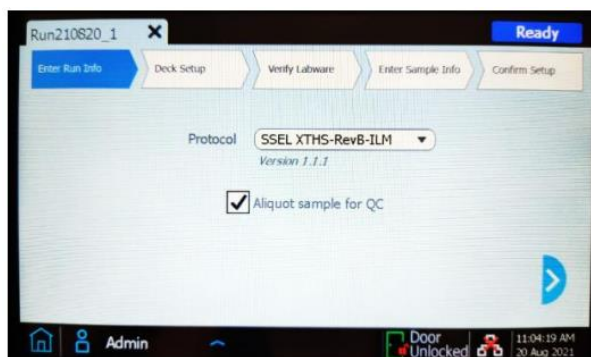 Run210820_1
Ready
Enter Run Info
Deck Setup
Verify Labware
Enter Sample Info
Confirm Setup
Protocol SSEL XTHS-RevB-ILM
Version 1.1.1
Aliquot sample for QC
Admin
Door
Unlocked
11:04:19 AM
20 Aug 2021